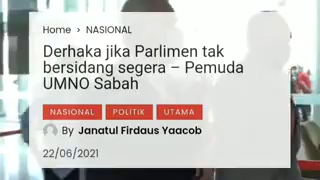 Home > NASIONAL
Derhaka jika Parlimen tak
bersidang segera – Pemuda
UMNO Sabah
NASIONAL POLITIK UTAMA
By Janatul Firdaus Yaacob
22/06/2021